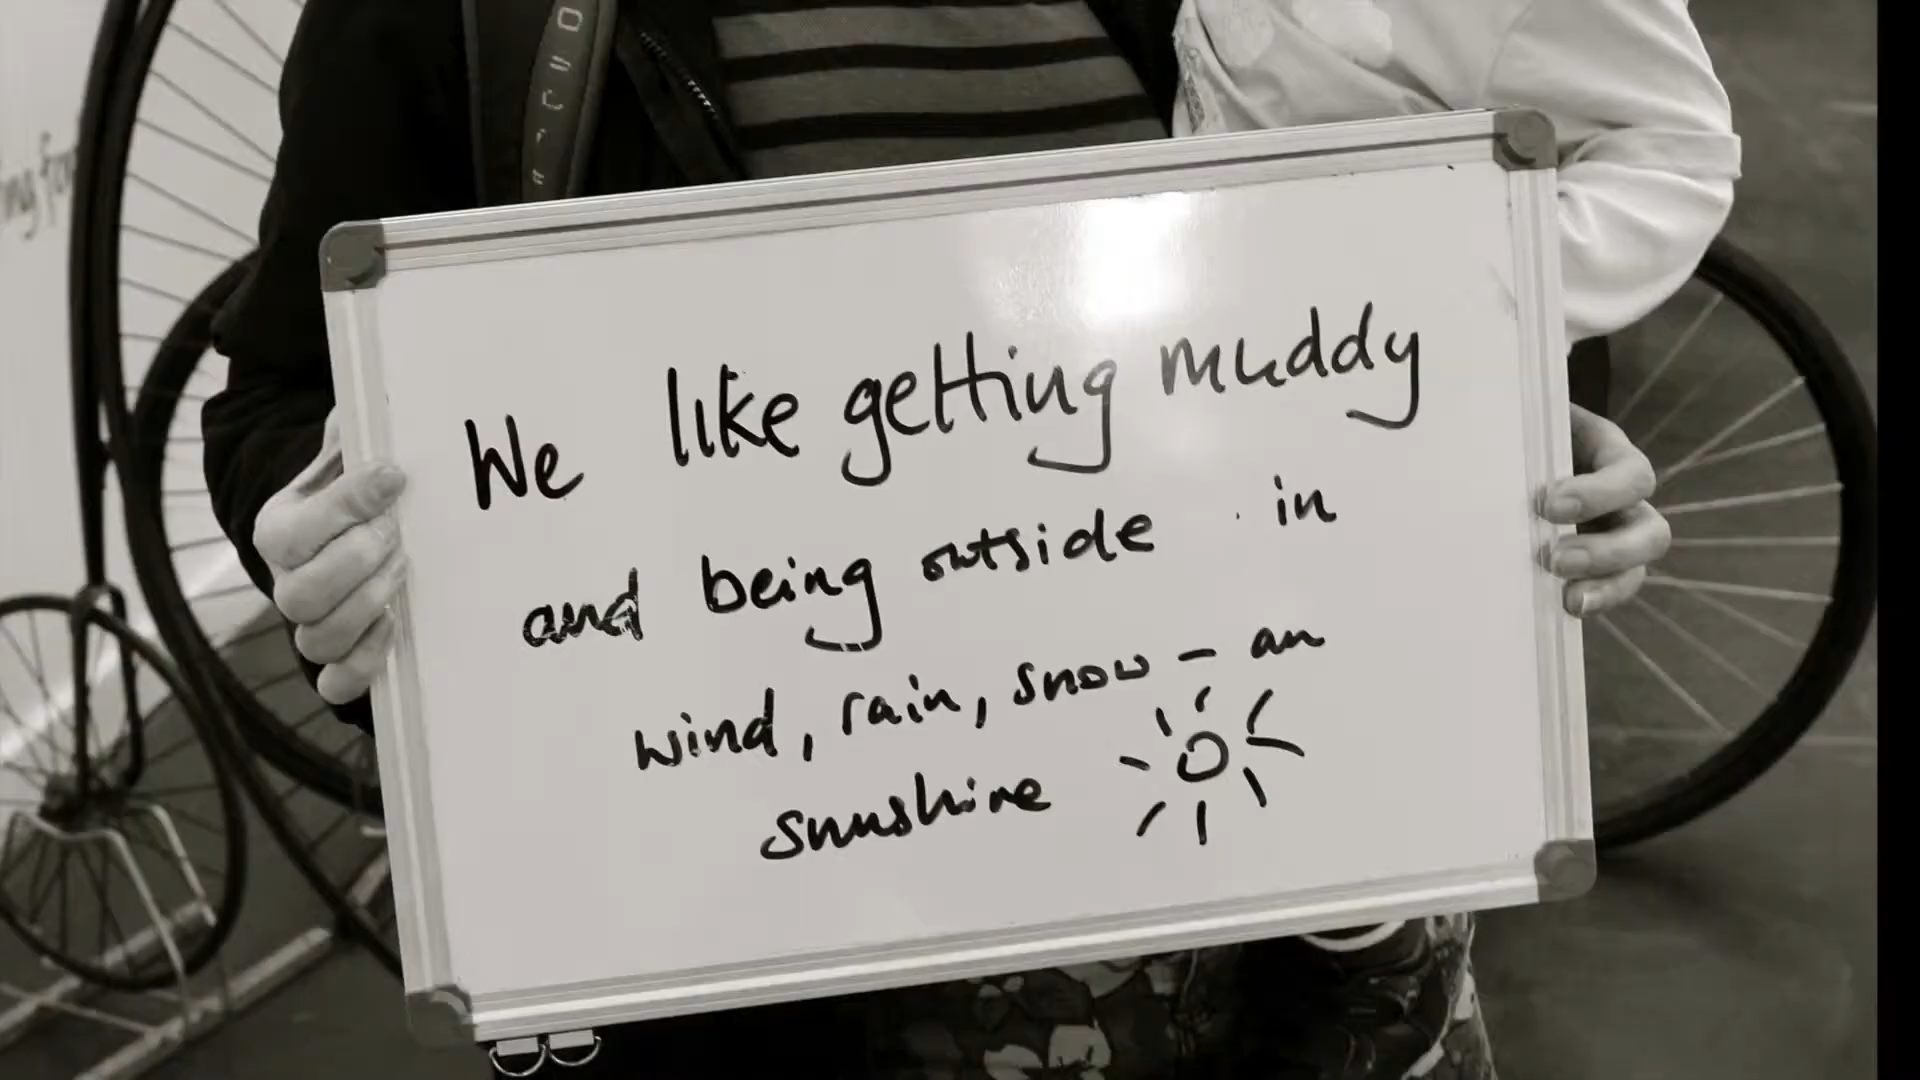 We like getting muddy
and being outside in
wind, rain, snow – an
sunshine